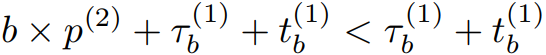 b × p^{(2)} + τ_b^{(1)} + t_b^{(1)} < τ_b^{(1)} + t_b^{(1)}